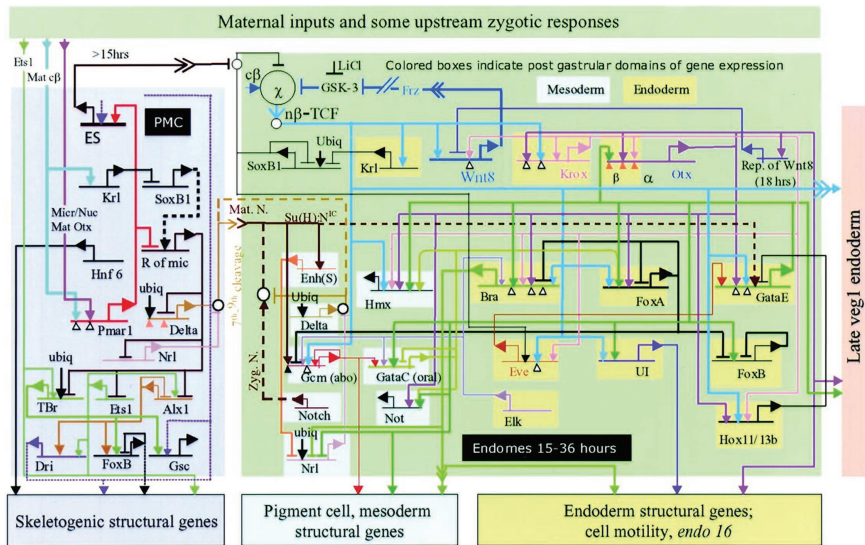 Maternal inputs and some upstream zygotic responses
Ets1
Mat cβ
>15hrs
LiCl
Colored boxes indicate post gastrular domains of gene expression
cβ
χ
GSK-3
Frz
Mesoderm
Endoderm
nβ-TCF
ES
PMC
SoxB1
Ubiq
Krl
Wnt8
Krox
β
α
Otx
Rep. of Wnt8
(18 hrs)
Krl
SoxB1
Micr/Nuc
Mat Otx
Mat. N.
Su(H):N
IC
Hnf 6
R of mic
7th-9th cleavage
Enh(S)
Hmx
Bra
FoxA
GataE
ubiq
Pmar1
Delta
Ubiq
Delta
Nrl
Zyg. N.
Gcm (abo)
GataC (oral)
Eve
UI
FoxB
ubiq
TBr
Ets1
Alx1
Notch
Not
Elk
Hox11/13b
ubiq
Nrl
Endomes 15-36 hours
Dri
FoxB
Gsc
Late veg1 endoderm
Skeletogenic structural genes
Pigment cell, mesoderm
structural genes
Endoderm structural genes;
cell motility, endo 16